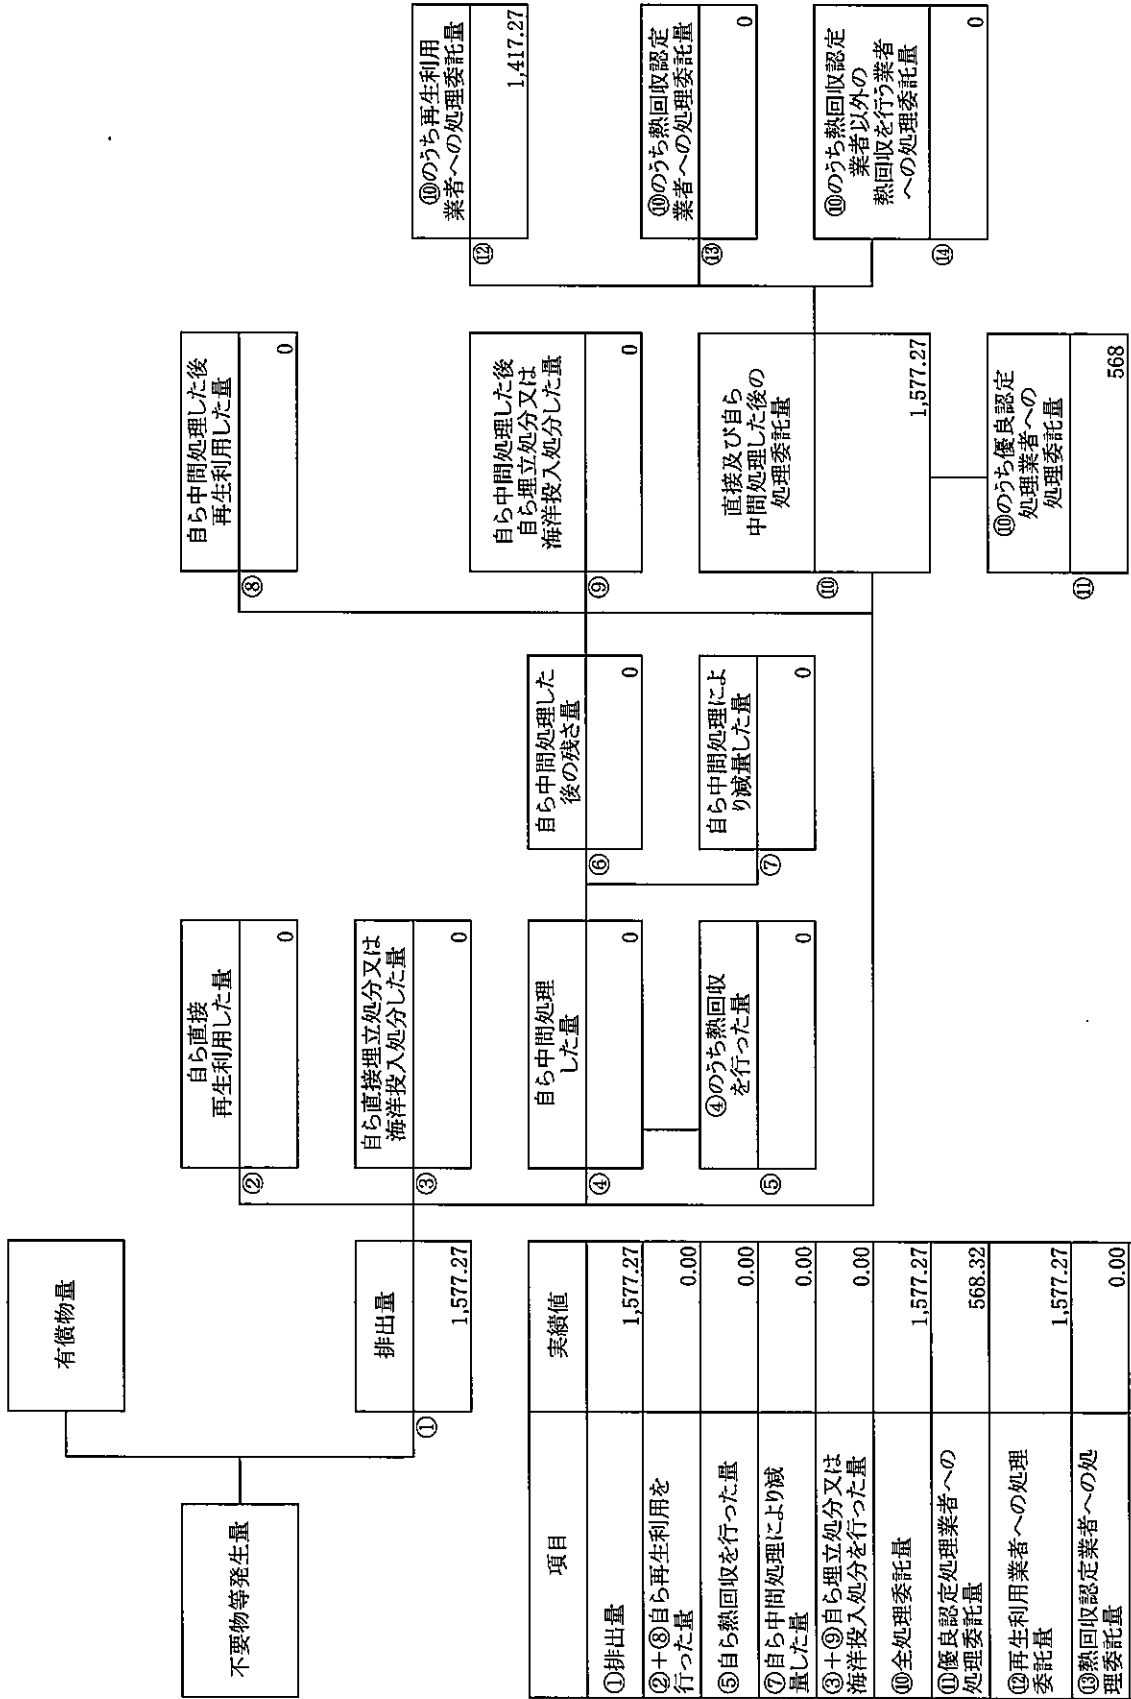 有償物量
不要物等発生量
排出量
①
1,577.27
自ら直接
再生利用した量
②
0
自ら直接埋立処分又は
海洋投入処分した量
③
0
自ら中間処理
した量
④
0
④のうち熱回収
を行った量
⑤
0
自ら中間処理した
後の残さ量
⑥
0
自ら中間処理によ
り減量した量
⑦
0
自ら中間処理した後
再生利用した量
⑧
0
自ら中間処理した後
自ら埋立処分又は
海洋投入処分した量
⑨
0
直接及び自ら
中間処理した後の
処理委託量
⑩
1,577.27
⑩のうち優良認定
処理業者への
処理委託量
⑪
568
⑩のうち再生利用
業者への処理委託量
⑫
1,417.27
⑩のうち熱回収認定
業者への処理委託量
⑬
0
⑩のうち熱回収認定
業者以外の
熱回収を行う業者
への処理委託量
⑭
0
項目 実績値
①排出量 1,577.27
②+⑧自ら再生利用を
行った量 0.00
⑤自ら熱回収を行った量 0.00
⑦自ら中間処理により減
量した量 0.00
③+⑨自ら埋立処分又は
海洋投入処分を行った量 0.00
⑩全処理委託量 1,577.27
⑪優良認定処理業者への
処理委託量 568.32
⑫再生利用業者への処理
委託量 1,577.27
⑬熱回収認定業者への処
理委託量 0.00